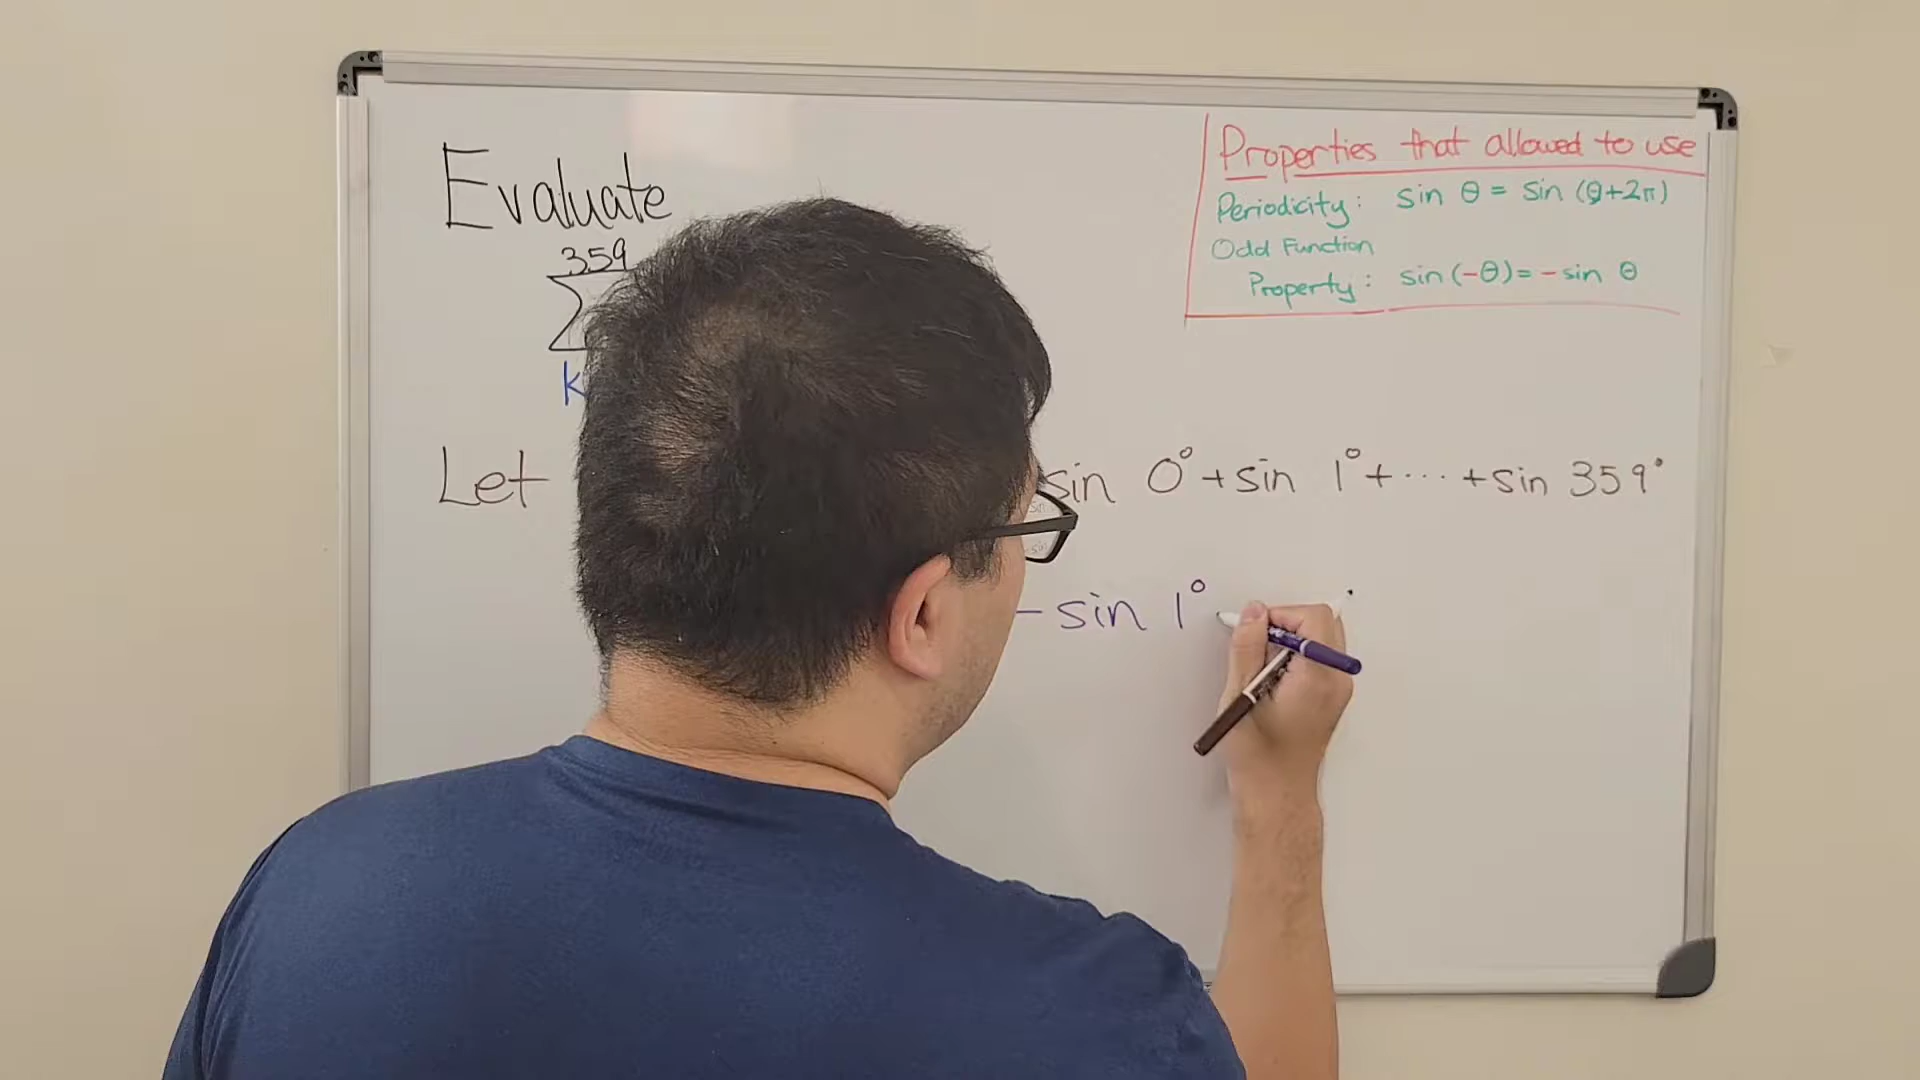 Evaluate
359
Σ
k
Properties that allowed to use
Periodicity: sin θ = sin (θ+2π)
Odd Function
Property: sin(-θ)= - sin θ
Let sin 0° + sin 1° + ··· + sin 359°
- sin 1°